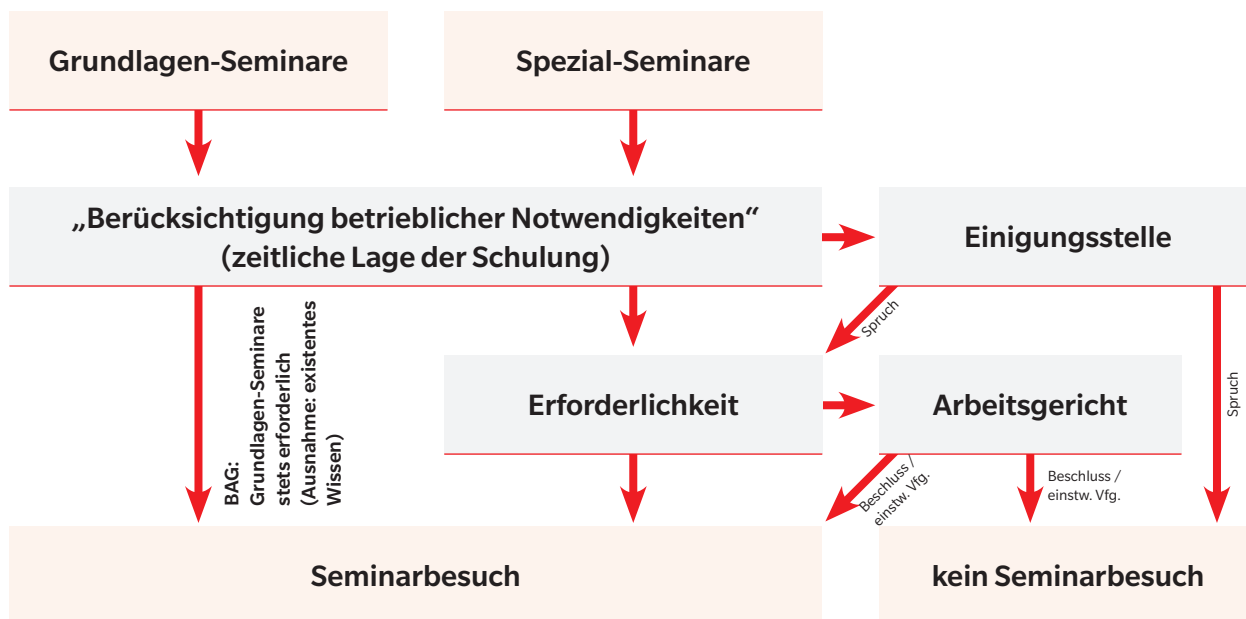 Grundlagen-Seminare
Spezial-Seminare
„Berücksichtigung betrieblicher Notwendigkeiten“
(zeitliche Lage der Schulung)
Einigungsstelle
BAG:
Grundlagen-Seminare
stets erforderlich
(Ausnahme: existentes
Wissen)
Spruch
Spruch
Erforderlichkeit
Arbeitsgericht
Beschluss /
einstw. Vfg.
Beschluss /
einstw. Vfg.
Seminarbesuch
kein Seminarbesuch